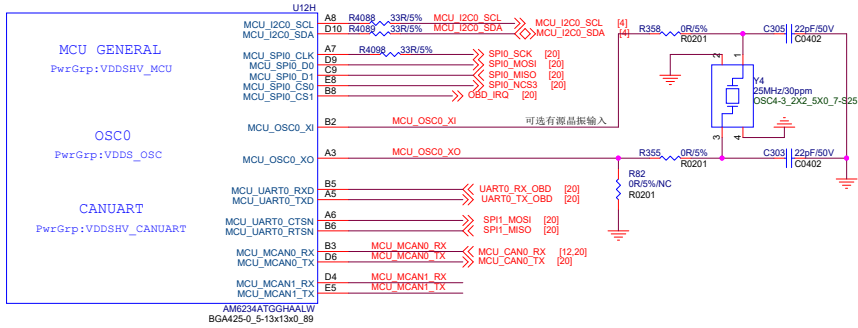 U12H
MCU GENERAL
PwrGrp:VDDSHV_MCU
OSC0
PwrGrp:VDDS_OSC
CANUART
PwrGrp:VDDSHV_CANUART
MCU_I2C0_SCL A8 R4088 33R/5% MCU_I2C0_SCL MCU_I2C0_SCL [4]
MCU_I2C0_SDA D10 R4089 33R/5% MCU_I2C0_SDA MCU_I2C0_SDA [4]
MCU_SPI0_CLK A7 R4098 33R/5% SPI0_SCK [20]
MCU_SPI0_D0 D9 SPI0_MOSI [20]
MCU_SPI0_D1 C9 SPI0_MISO [20]
MCU_SPI0_CS0 E8 SPI0_NCS3 [20]
MCU_SPI0_CS1 B8 OBD_IRQ [20]
MCU_OSC0_XI B2 MCU_OSC0_XI 可选有源晶振输入
MCU_OSC0_XO A3 MCU_OSC0_XO
MCU_UART0_RXD B5 UART0_RX_OBD [20]
MCU_UART0_TXD A5 UART0_TX_OBD [20]
MCU_UART0_CTSN A6 SPI1_MOSI [20]
MCU_UART0_RTSN B6 SPI1_MISO [20]
MCU_MCAN0_RX B3 MCU_MCAN0_RX MCU_CAN0_RX [12,20]
MCU_MCAN0_TX D6 MCU_MCAN0_TX MCU_CAN0_TX [20]
MCU_MCAN1_RX D4 MCU_MCAN1_RX
MCU_MCAN1_TX E5 MCU_MCAN1_TX
AM6234ATGGHAALW
BGA425-0_5-13x13x0_89
R358 0R/5%
R0201
C305 22pF/50V
C0402
2 1
Y4
25MHz/30ppm
OSC4-3_2X2_5X0_7-S25
3 4
R355 0R/5%
R0201
C303 22pF/50V
C0402
R82
0R/5%/NC
R0201